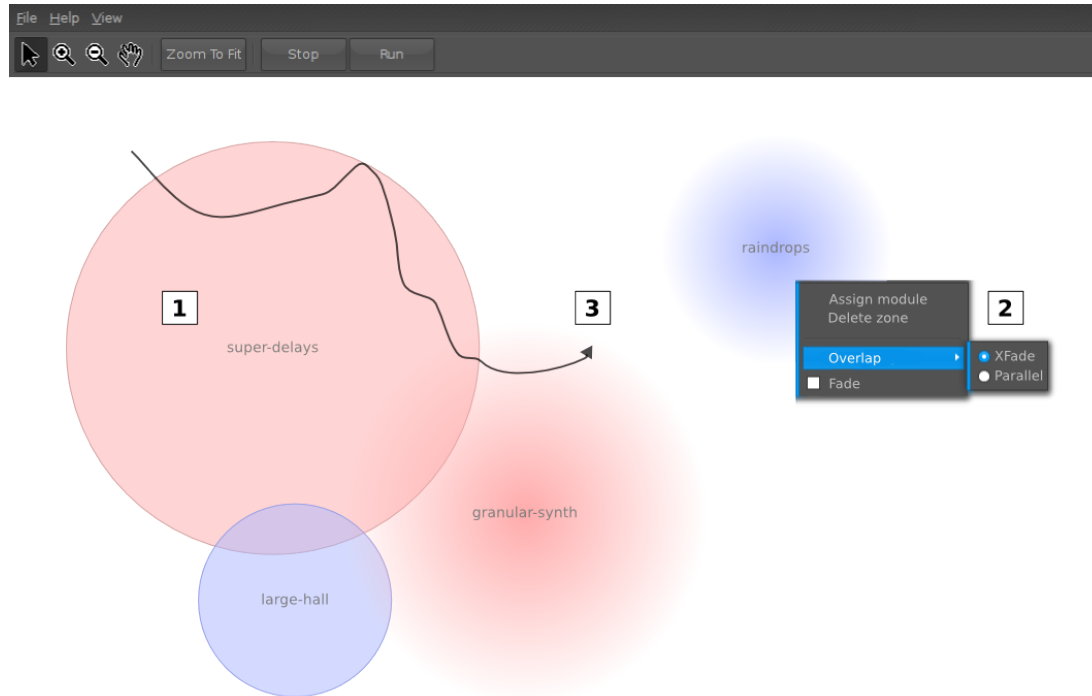 File Help View
Zoom To Fit Stop Run
raindrops
1
3
2
Assign module
Delete zone
Overlap
XFade
Parallel
Fade
super-delays
granular-synth
large-hall